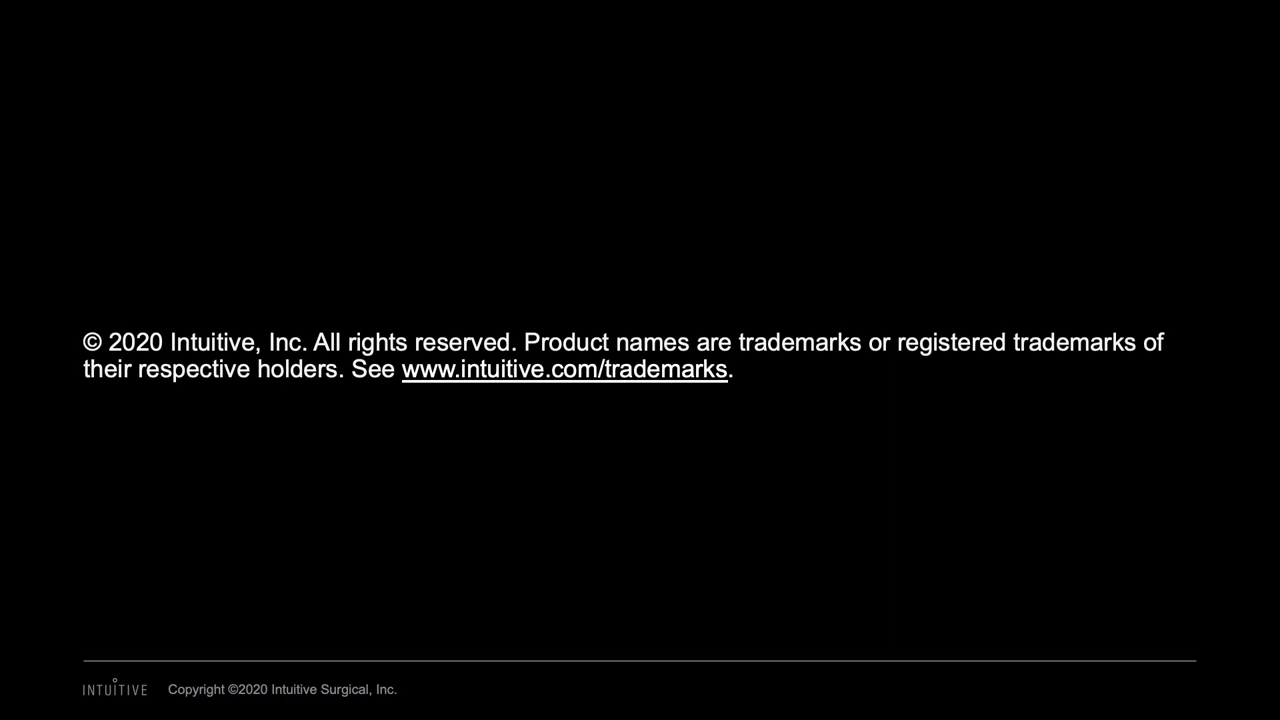 © 2020 Intuitive, Inc. All rights reserved. Product names are trademarks or registered trademarks of
their respective holders. See www.intuitive.com/trademarks.
INTUITIVE Copyright ©2020 Intuitive Surgical, Inc.